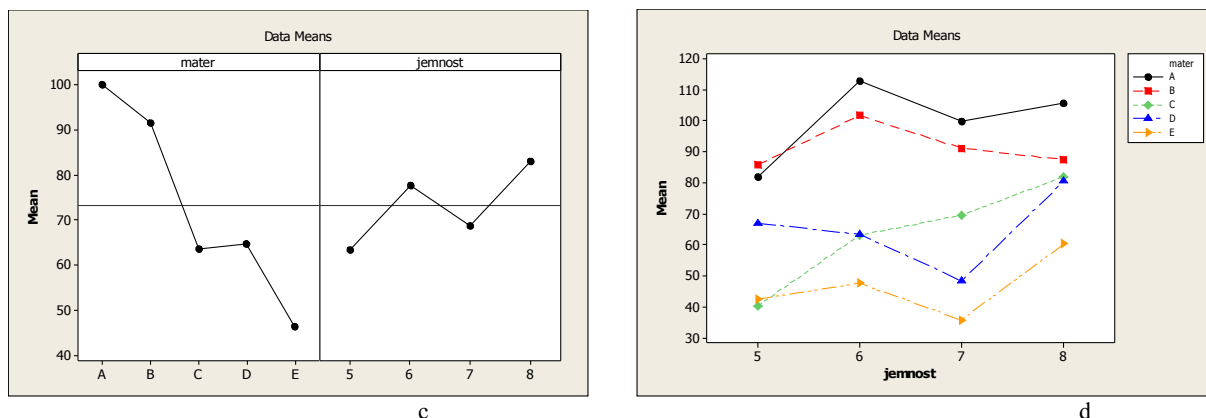 Data Means
mater jemnost
100
90
80
70
60
50
40
Mean
A B C D E 5 6 7 8
c
Data Means
120
110
100
90
80
70
60
50
40
30
Mean
5 6 7 8
jemnost
mater
A
B
C
D
E
d